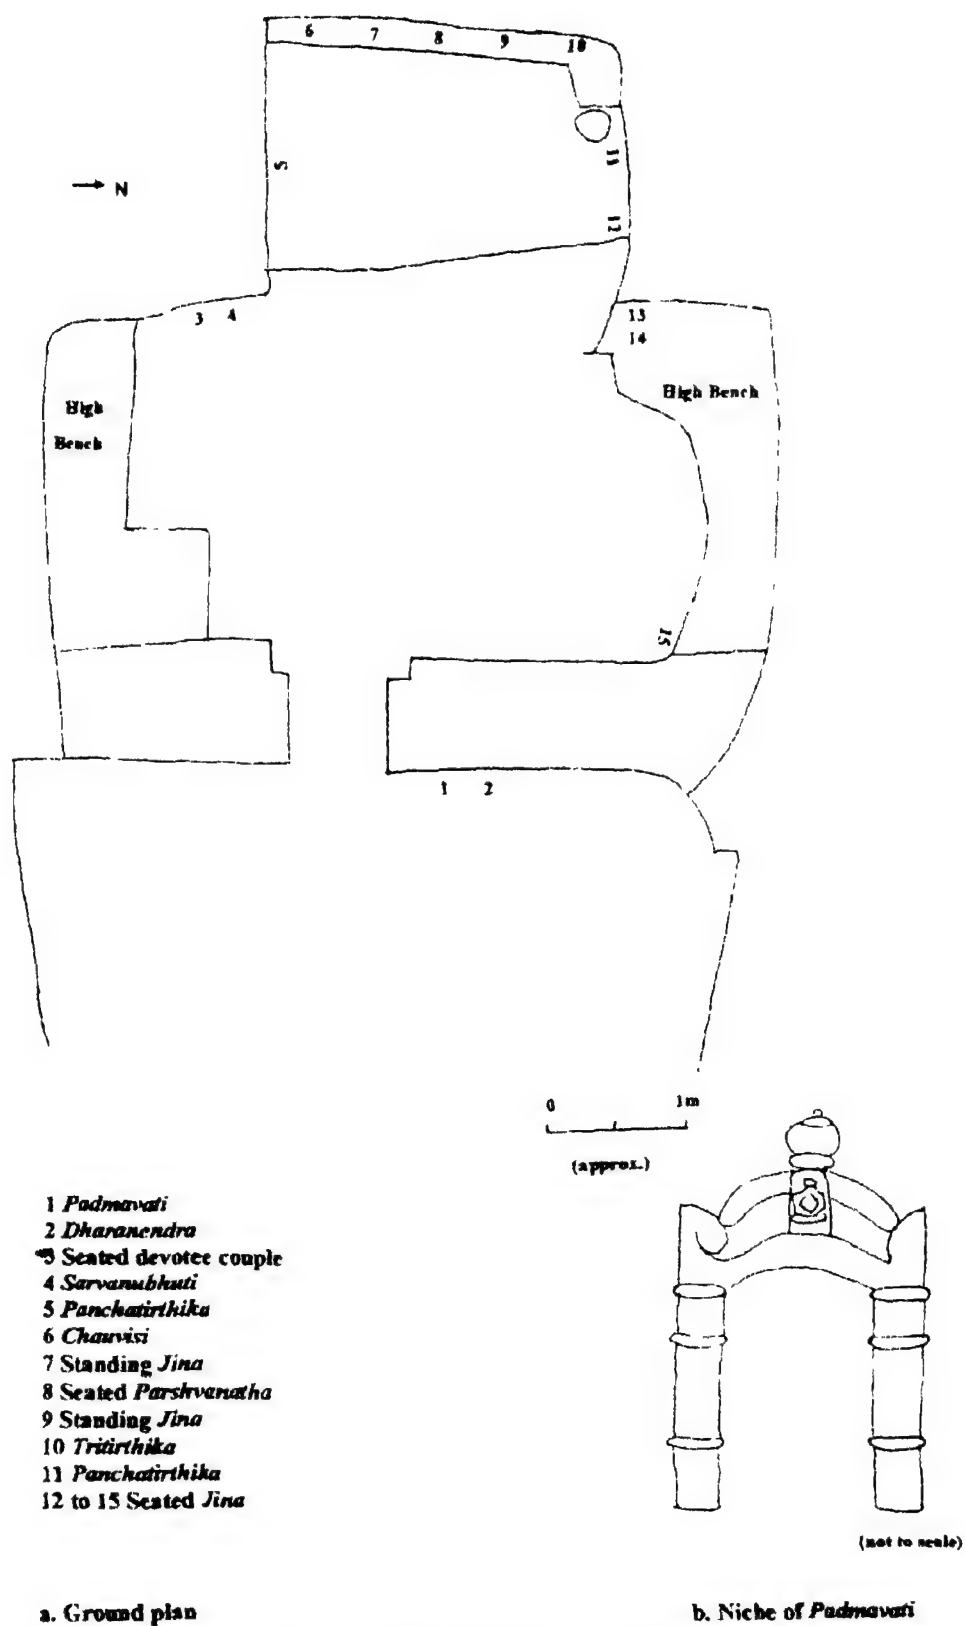 6 7 8 9 10
11
5
N
12
3 4
13
14
High
Bench
High Bench
15
1 2
0 1m
(approx.)
1 Padmavati
2 Dharanendra
3 Seated devotee couple
4 Sarvanubhuti
5 Panchatirthika
6 Chauvisi
7 Standing Jina
8 Seated Parshvanatha
9 Standing Jina
10 Tritirthika
11 Panchatirthika
12 to 15 Seated Jina
(not to scale)
a. Ground plan
b. Niche of Padmavati